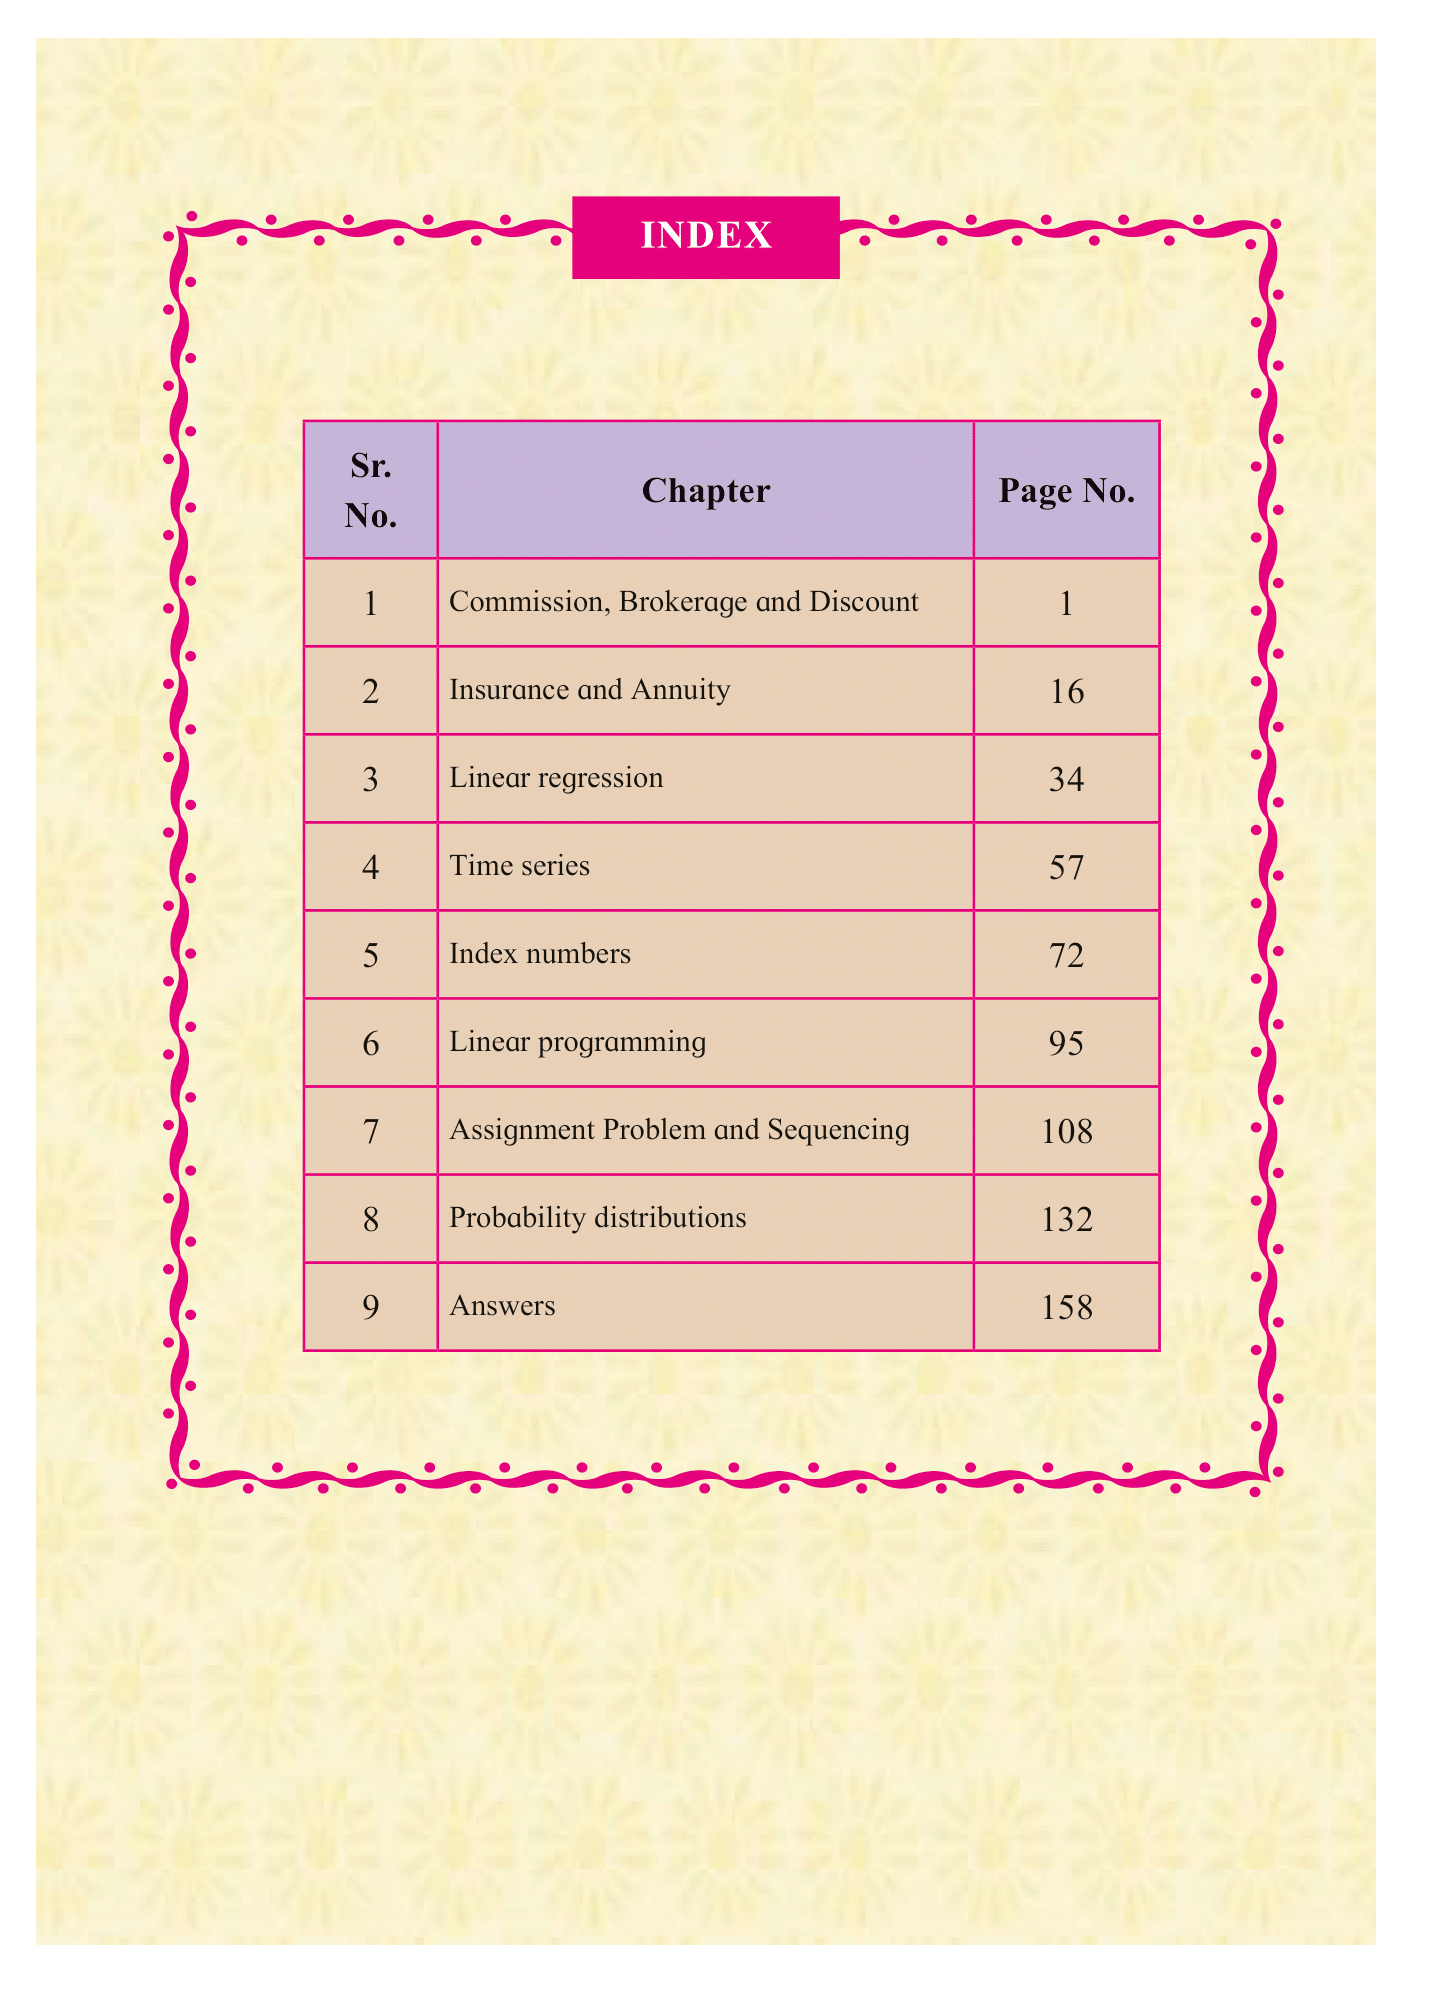 INDEX
Sr. No. Chapter Page No.
1 Commission, Brokerage and Discount 1
2 Insurance and Annuity 16
3 Linear regression 34
4 Time series 57
5 Index numbers 72
6 Linear programming 95
7 Assignment Problem and Sequencing 108
8 Probability distributions 132
9 Answers 158